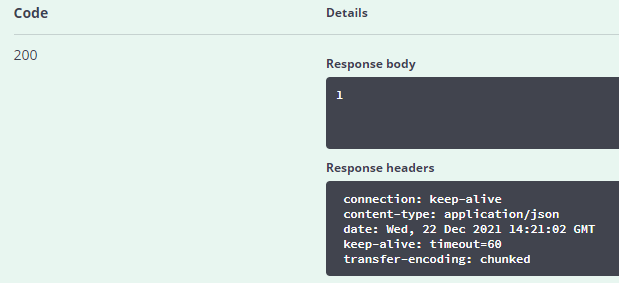 Code Details
200
Response body
1
Response headers
connection: keep-alive
content-type: application/json
date: Wed, 22 Dec 2021 14:21:02 GMT
keep-alive: timeout=60
transfer-encoding: chunked